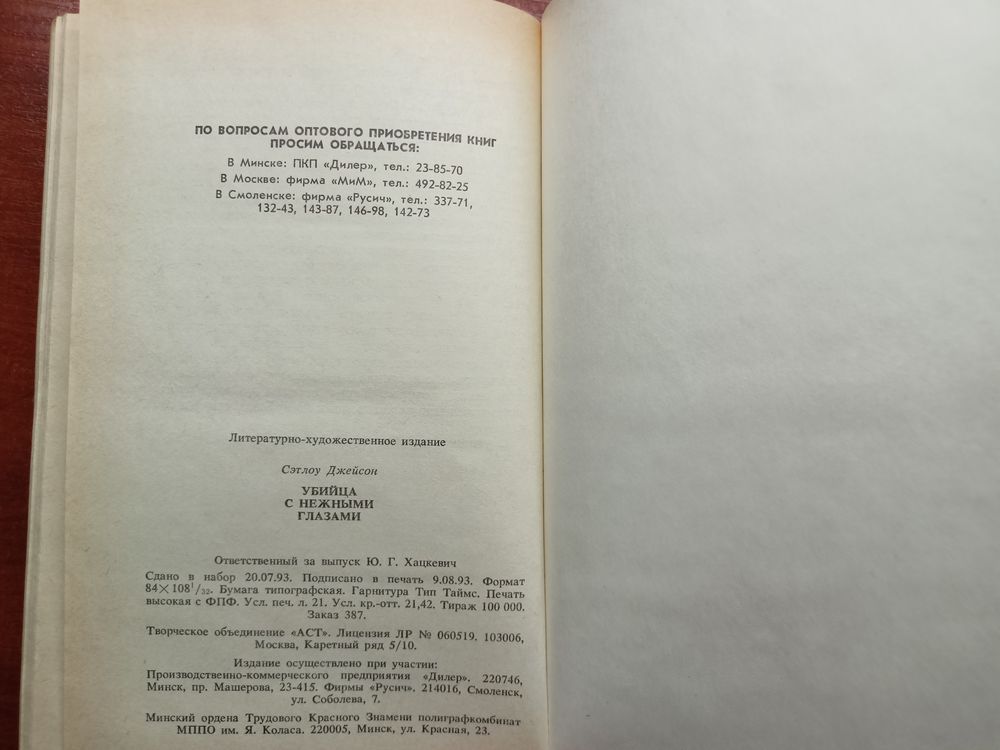 ПО ВОПРОСАМ ОПТОВОГО ПРИОБРЕТЕНИЯ КНИГ
ПРОСИМ ОБРАЩАТЬСЯ:
В Минске: ПКП «Дилер», тел.: 23-85-70
В Москве: фирма «МиМ», тел.: 492-82-25
В Смоленске: фирма «Русич», тел.: 337-71,
132-43, 143-87, 146-98, 142-73
Литературно-художественное издание
Сэтлоу Джейсон
УБИЙЦА
С НЕЖНЫМИ
ГЛАЗАМИ
Ответственный за выпуск Ю. Г. Хацкевич
Сдано в набор 20.07.93. Подписано в печать 9.08.93. Формат
84×108¹/₃₂. Бумага типографская. Гарнитура Тип Таймс. Печать
высокая с ФПФ. Усл. печ. л. 21. Усл. кр.-отт. 21,42. Тираж 100 000.
Заказ 387.
Творческое объединение «АСТ». Лицензия ЛР № 060519. 103006,
Москва, Каретный ряд 5/10.
Издание осуществлено при участии:
Производственно-коммерческого предприятия «Дилер». 220746,
Минск, пр. Машерова, 23-415. Фирмы «Русич». 214016, Смоленск,
ул. Соболева, 7.
Минский ордена Трудового Красного Знамени полиграфкомбинат
МППО им. Я. Коласа. 220005, Минск, ул. Красная, 23.